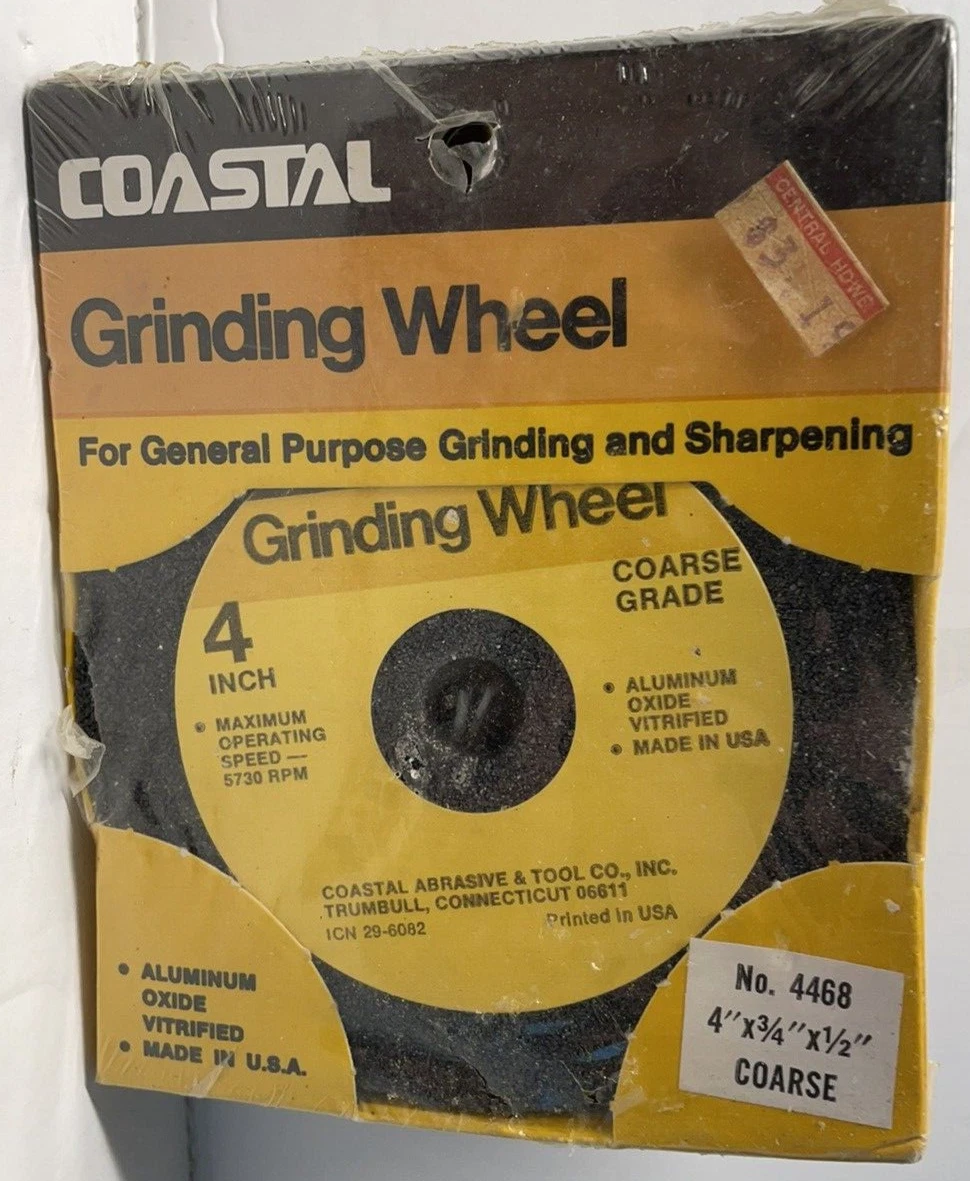 COASTAL
CENTRAL HDWE
Grinding Wheel
For General Purpose Grinding and Sharpening
Grinding Wheel
COARSE
GRADE
4
INCH
• MAXIMUM
OPERATING
SPEED —
5730 RPM
• ALUMINUM
OXIDE
VITRIFIED
• MADE IN USA
COASTAL ABRASIVE & TOOL CO., INC.
TRUMBULL, CONNECTICUT 06611
ICN 29-6082
Printed in USA
• ALUMINUM
OXIDE
VITRIFIED
• MADE IN U.S.A.
No. 4468
4"x3/4"x1/2"
COARSE